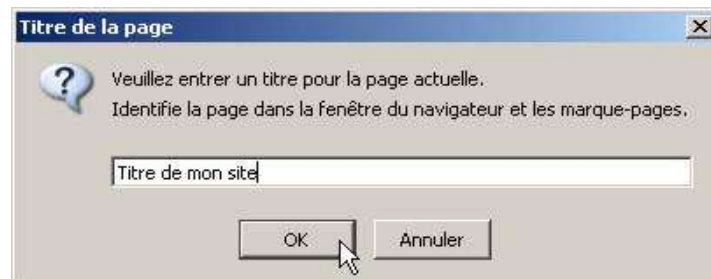 Titre de la page
Veuillez entrer un titre pour la page actuelle.
Identifie la page dans la fenêtre du navigateur et les marque-pages.
Titre de mon site
OK
Annuler